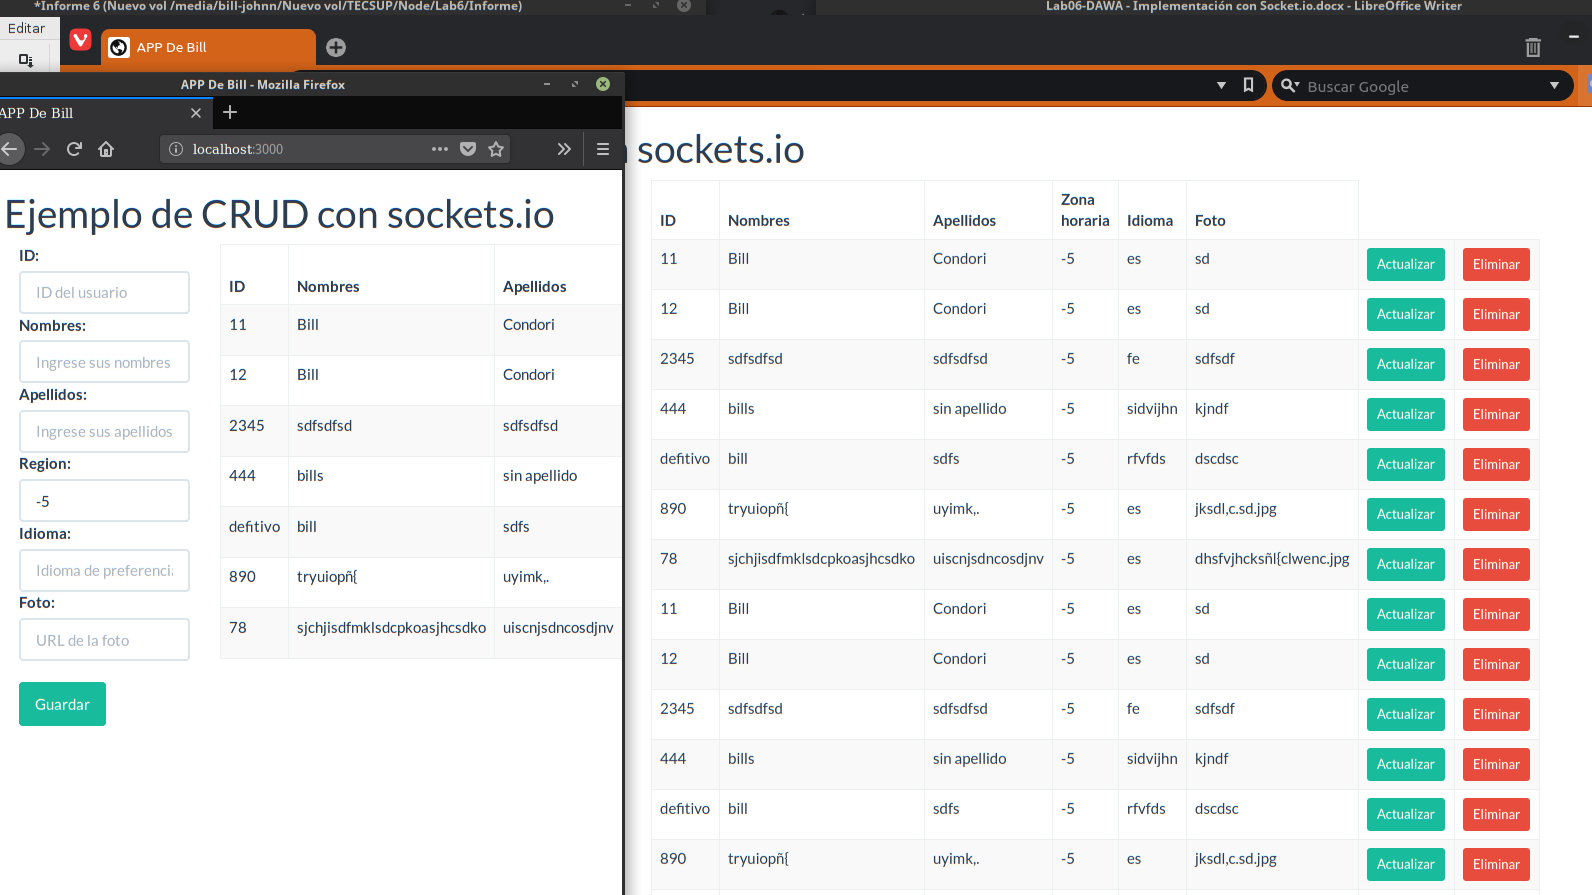 *Informe 6 (Nuevo vol /media/bill-johnn/Nuevo vol/TECSUP/Node/Lab6/Informe)
Lab06-DAWA - Implementación con Socket.io.docx - LibreOffice Writer
Editar
APP De Bill
Buscar Google
APP De Bill - Mozilla Firefox
APP De Bill
localhost:3000
Ejemplo de CRUD con sockets.io
ID:
ID del usuario
Nombres:
Ingrese sus nombres
Apellidos:
Ingrese sus apellidos
Region:
-5
Idioma:
Idioma de preferencia
Foto:
URL de la foto
Guardar
ID Nombres Apellidos
11 Bill Condori
12 Bill Condori
2345 sdfsdfsd sdfsdfsd
444 bills sin apellido
defitivo bill sdfs
890 tryuiopñ{ uyimk,.
78 sjchjisdfmklsdcpkoasjhcsdko uiscnjsdncosdjnv
sockets.io
ID Nombres Apellidos Zona horaria Idioma Foto
11 Bill Condori -5 es sd Actualizar Eliminar
12 Bill Condori -5 es sd Actualizar Eliminar
2345 sdfsdfsd sdfsdfsd -5 fe sdfsdf Actualizar Eliminar
444 bills sin apellido -5 sidvijhn kjndf Actualizar Eliminar
defitivo bill sdfs -5 rfvfds dscdsc Actualizar Eliminar
890 tryuiopñ{ uyimk,. -5 es jksdl,c.sd.jpg Actualizar Eliminar
78 sjchjisdfmklsdcpkoasjhcsdko uiscnjsdncosdjnv -5 es dhsfvjhcksñl{clwenc.jpg Actualizar Eliminar
11 Bill Condori -5 es sd Actualizar Eliminar
12 Bill Condori -5 es sd Actualizar Eliminar
2345 sdfsdfsd sdfsdfsd -5 fe sdfsdf Actualizar Eliminar
444 bills sin apellido -5 sidvijhn kjndf Actualizar Eliminar
defitivo bill sdfs -5 rfvfds dscdsc Actualizar Eliminar
890 tryuiopñ{ uyimk,. -5 es jksdl,c.sd.jpg Actualizar Eliminar